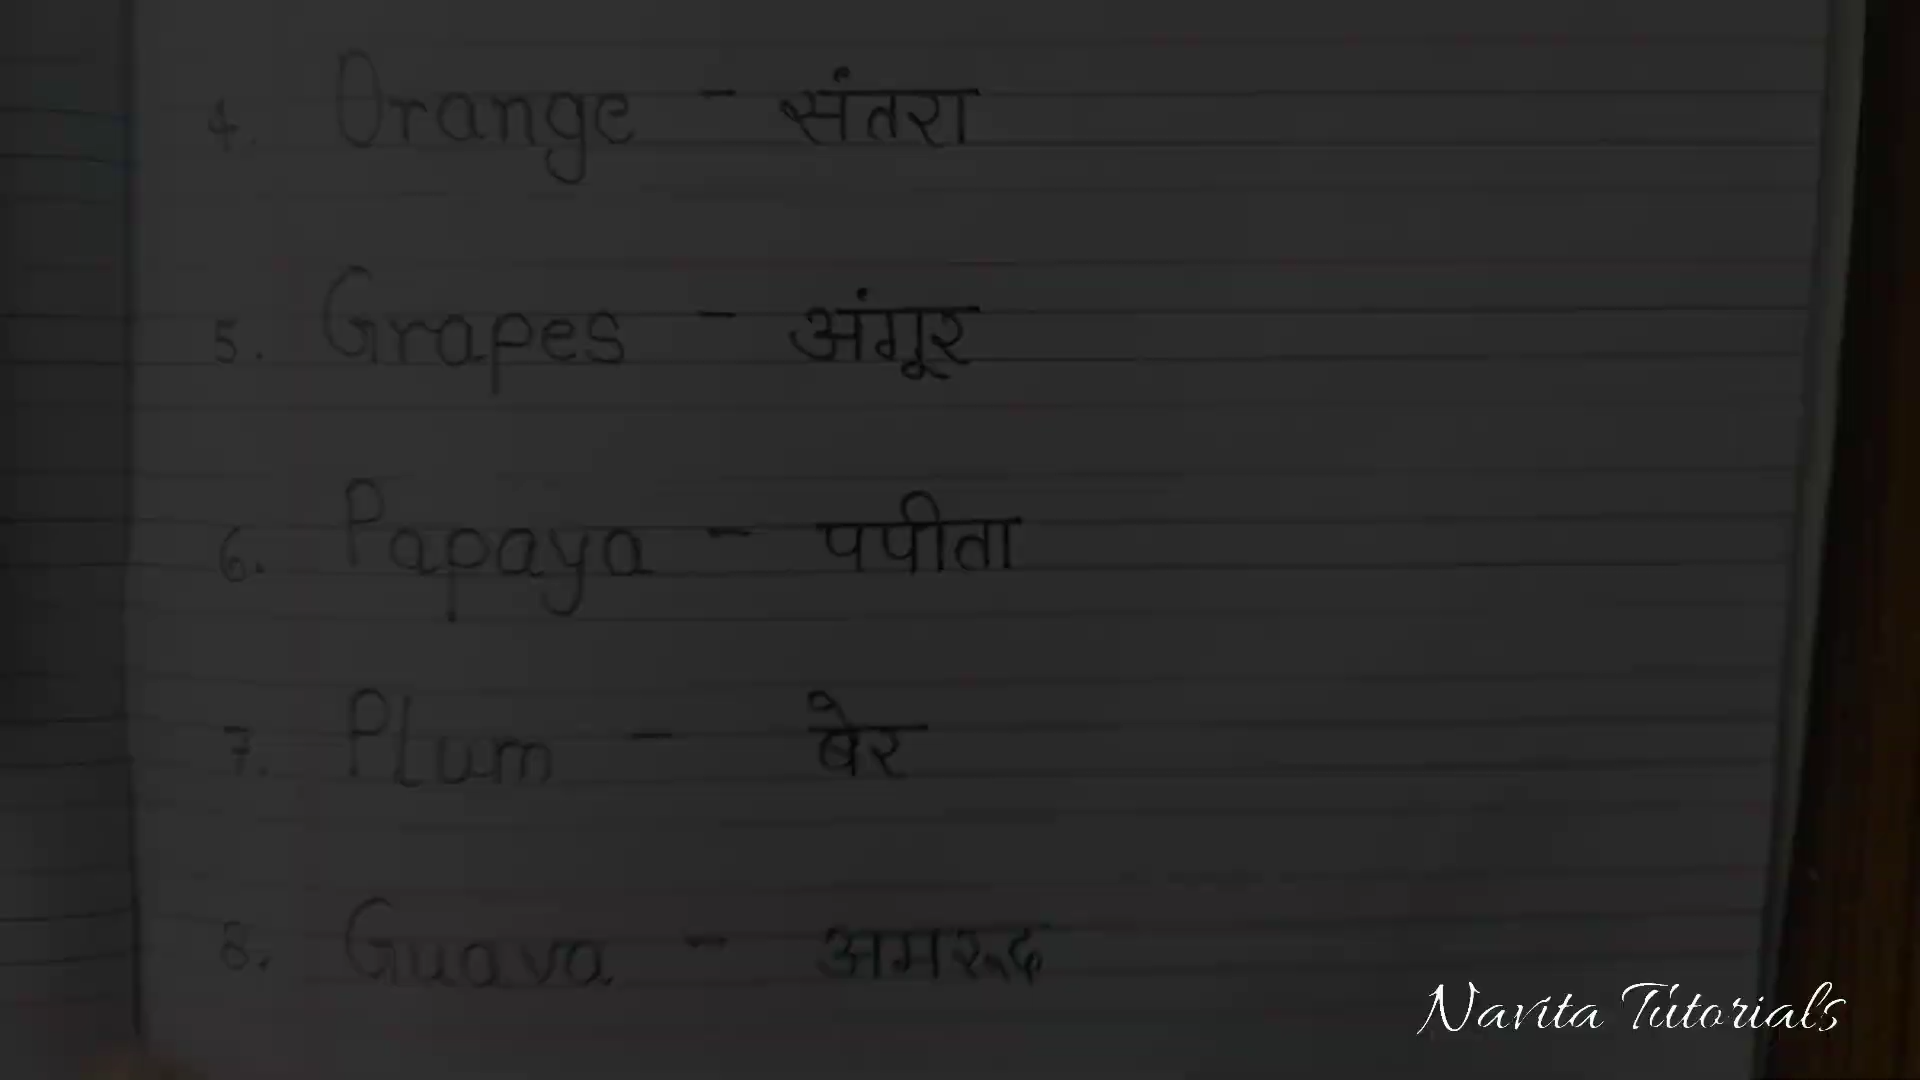 4. Orange - संतरा
5. Grapes - अंगूर
6. Papaya - पपीता
7. Plum - बेर
8. Guava - अमरूद
Navita Tutorials